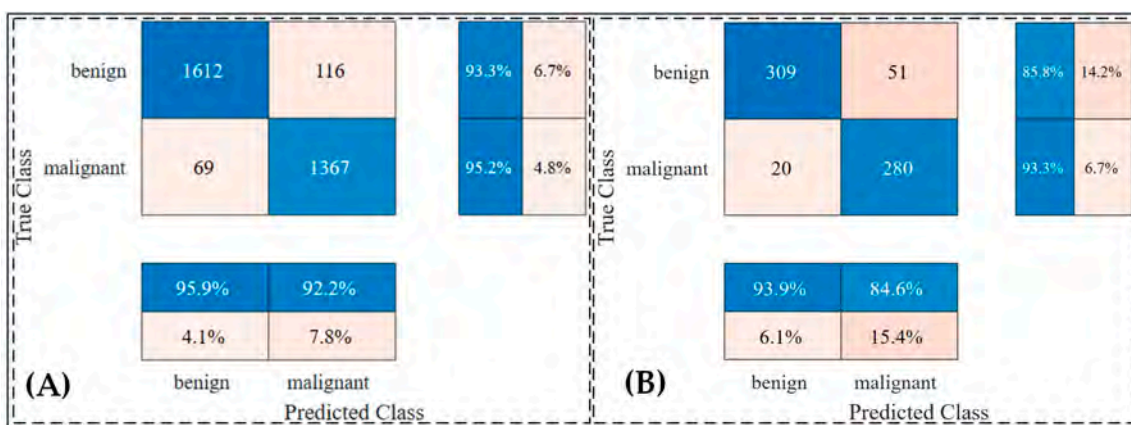 benign 1612 116 93.3% 6.7%
malignant 69 1367 95.2% 4.8%
True Class
95.9% 92.2%
4.1% 7.8%
(A)
benign malignant
Predicted Class
benign 309 51 85.8% 14.2%
malignant 20 280 93.3% 6.7%
True Class
93.9% 84.6%
6.1% 15.4%
(B)
benign malignant
Predicted Class